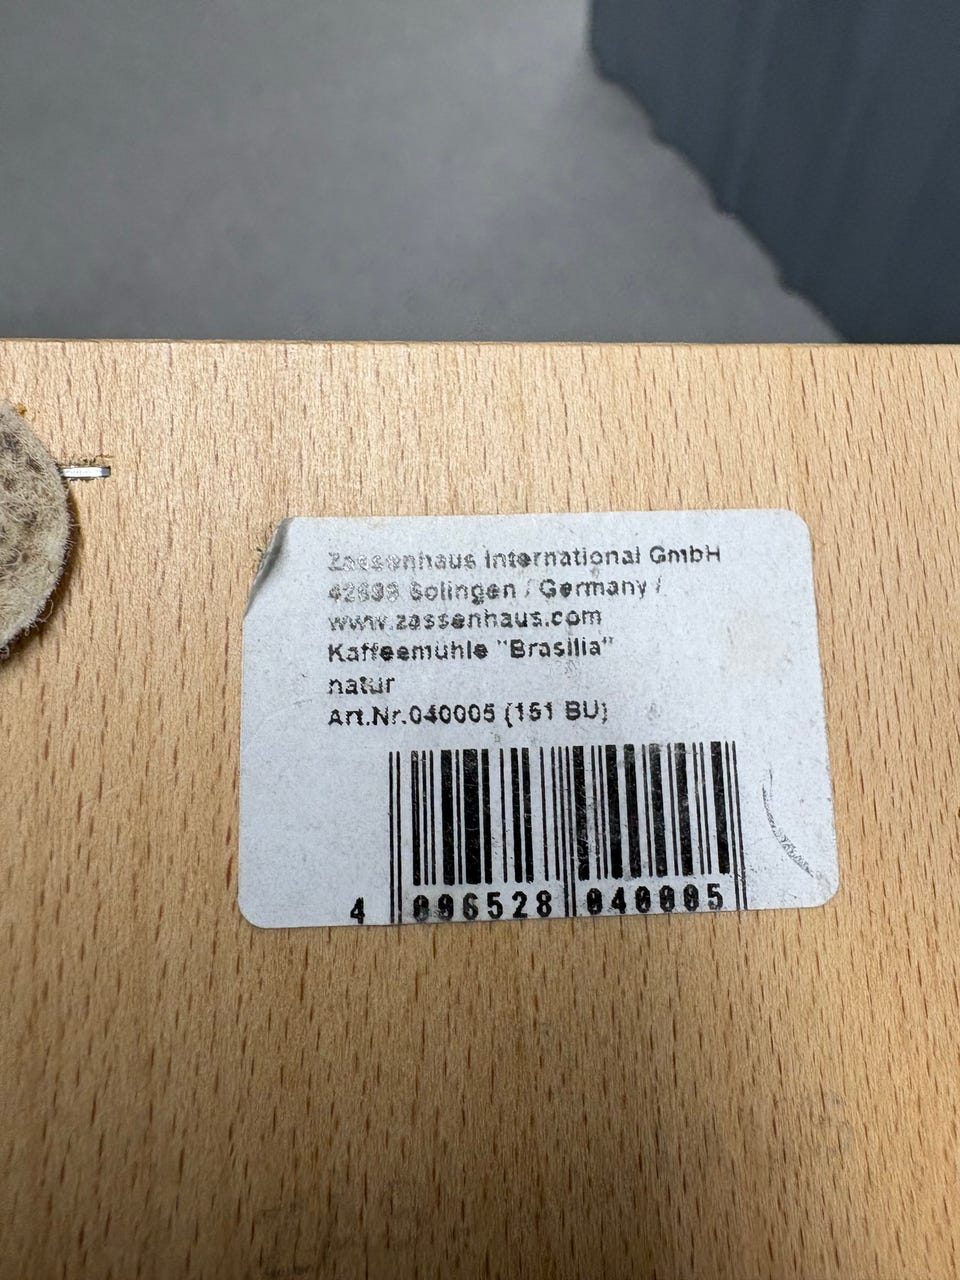 Zassenhaus International GmbH
Solingen / Germany /
www.zassenhaus.com
Kaffeemühle "Brasilia"
natur
Art.Nr.040005 (151 BU)
4 006528 040005